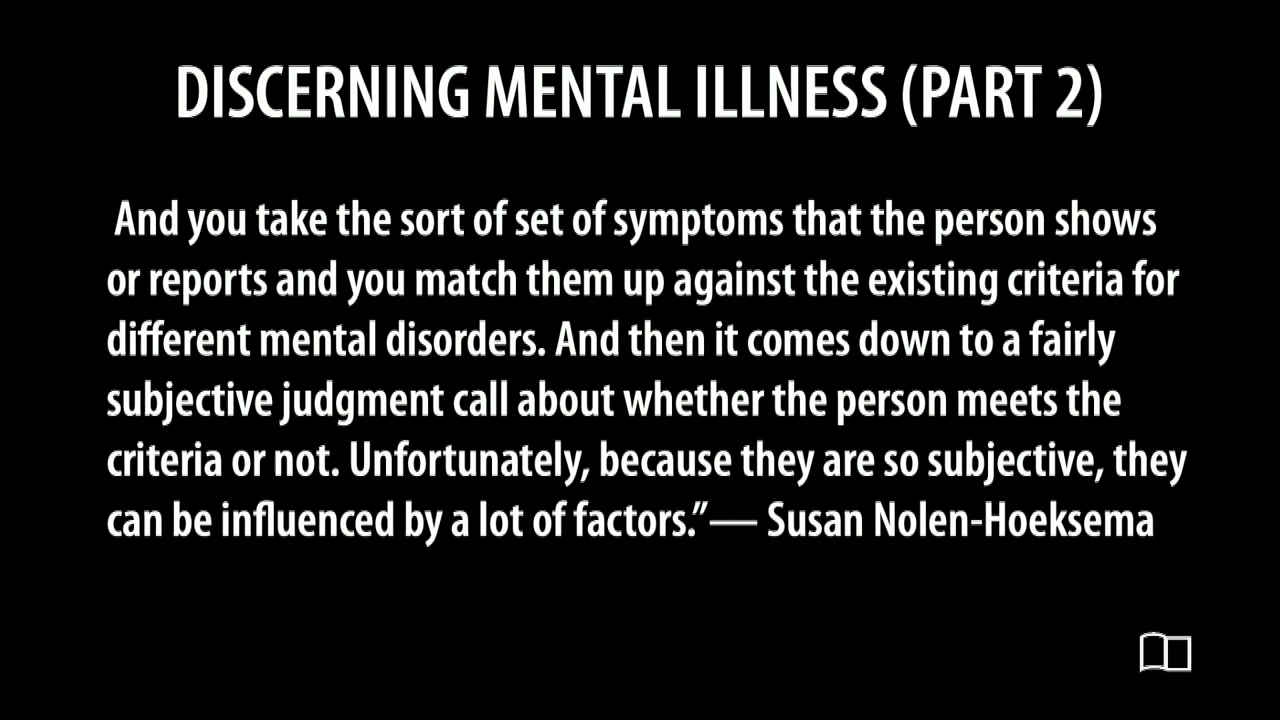 DISCERNING MENTAL ILLNESS (PART 2)
And you take the sort of set of symptoms that the person shows
or reports and you match them up against the existing criteria for
different mental disorders. And then it comes down to a fairly
subjective judgment call about whether the person meets the
criteria or not. Unfortunately, because they are so subjective, they
can be influenced by a lot of factors.”— Susan Nolen-Hoeksema